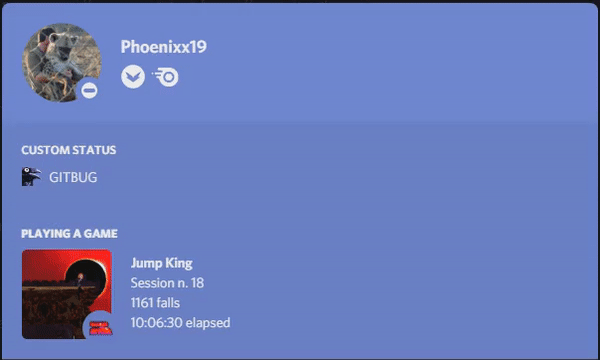 Phoenixx19
CUSTOM STATUS
GITBUG
PLAYING A GAME
Jump King
Session n. 18
1161 falls
10:06:30 elapsed